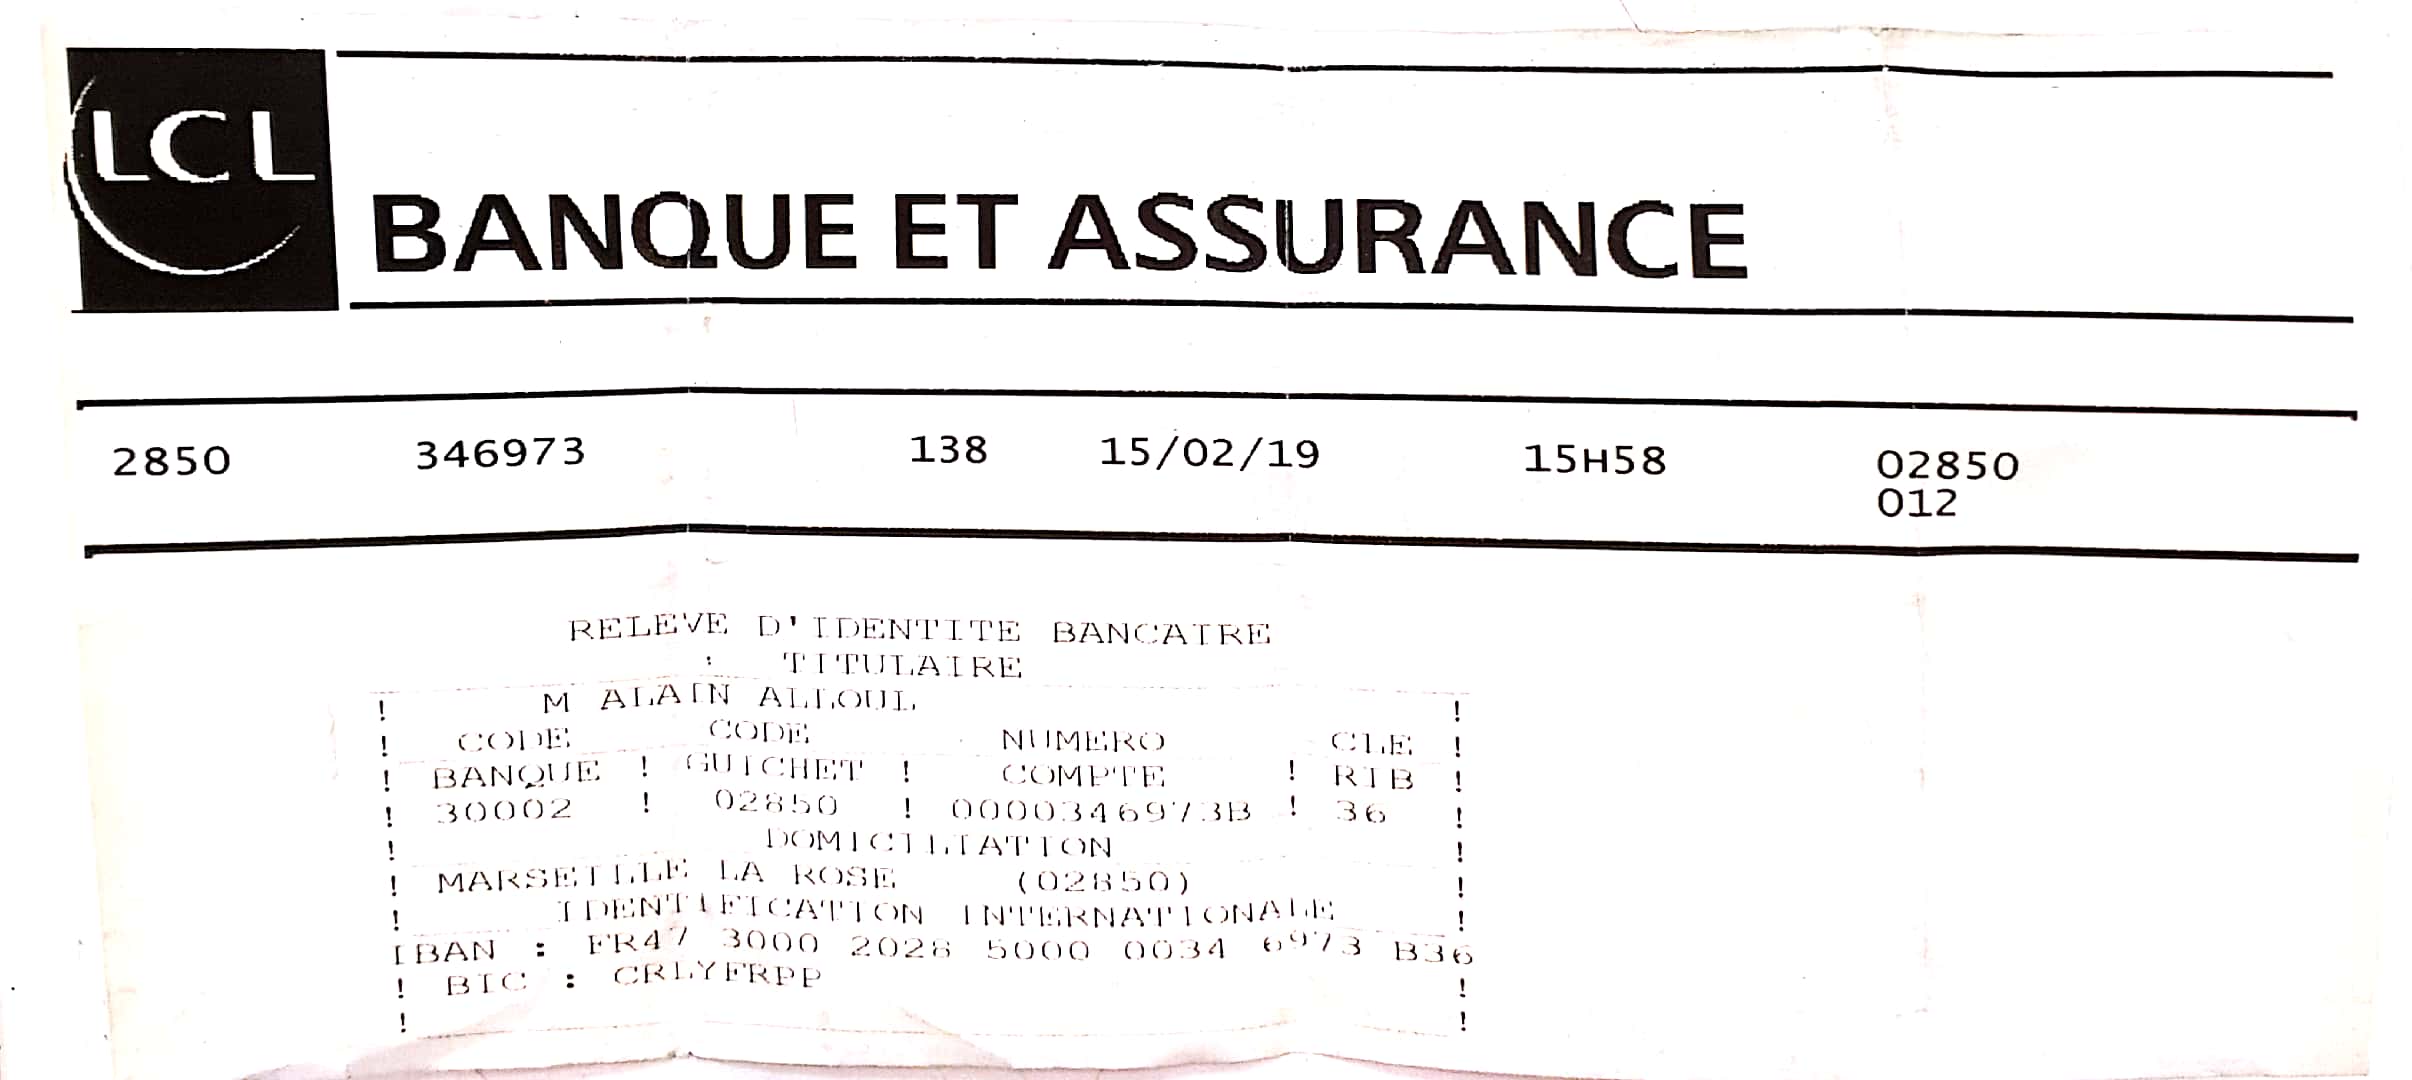 LCL
BANQUE ET ASSURANCE
2850 346973 138 15/02/19 15H58 02850
012
RELEVE D'IDENTITE BANCAIRE
: TITULAIRE
! M ALAIN ALLOUL !
! CODE CODE NUMERO CLE !
! BANQUE ! GUICHET ! COMPTE ! RIB !
! 30002 ! 02850 ! 0000346973B ! 36 !
! DOMICILIATION !
! MARSEILLE LA ROSE (02850) !
! IDENTIFICATION INTERNATIONALE !
IBAN : FR47 3000 2028 5000 0034 6973 B36
! BIC : CRLYFRPP !
! !